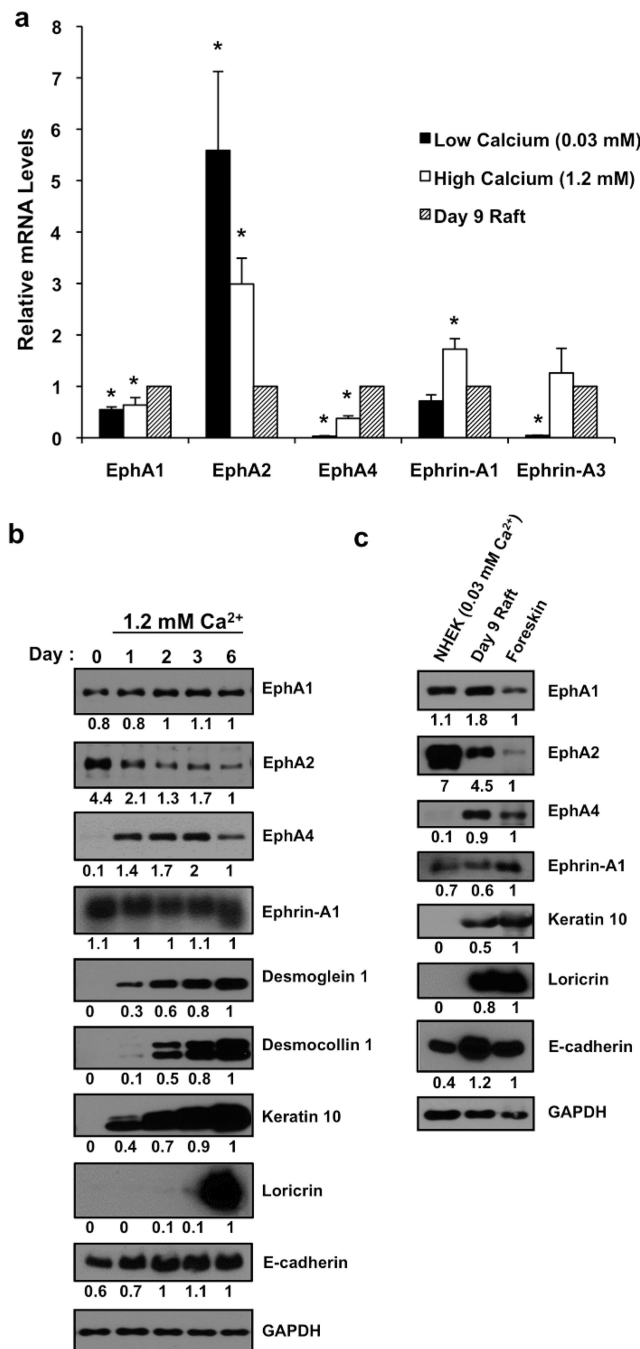 a
8
7
6
5
4
3
2
1
0
Relative mRNA Levels
* * * * * * * *
Low Calcium (0.03 mM)
High Calcium (1.2 mM)
Day 9 Raft
EphA1 EphA2 EphA4 Ephrin-A1 Ephrin-A3
b
1.2 mM Ca²⁺
Day : 0 1 2 3 6
EphA1
0.8 0.8 1 1.1 1
EphA2
4.4 2.1 1.3 1.7 1
EphA4
0.1 1.4 1.7 2 1
Ephrin-A1
1.1 1 1 1.1 1
Desmoglein 1
0 0.3 0.6 0.8 1
Desmocollin 1
0 0.1 0.5 0.8 1
Keratin 10
0 0.4 0.7 0.9 1
Loricrin
0 0 0.1 0.1 1
E-cadherin
0.6 0.7 1 1.1 1
GAPDH
c
NHEK (0.03 mM Ca²⁺)
Day 9 Raft
Foreskin
EphA1
1.1 1.8 1
EphA2
7 4.5 1
EphA4
0.1 0.9 1
Ephrin-A1
0.7 0.6 1
Keratin 10
0 0.5 1
Loricrin
0 0.8 1
E-cadherin
0.4 1.2 1
GAPDH